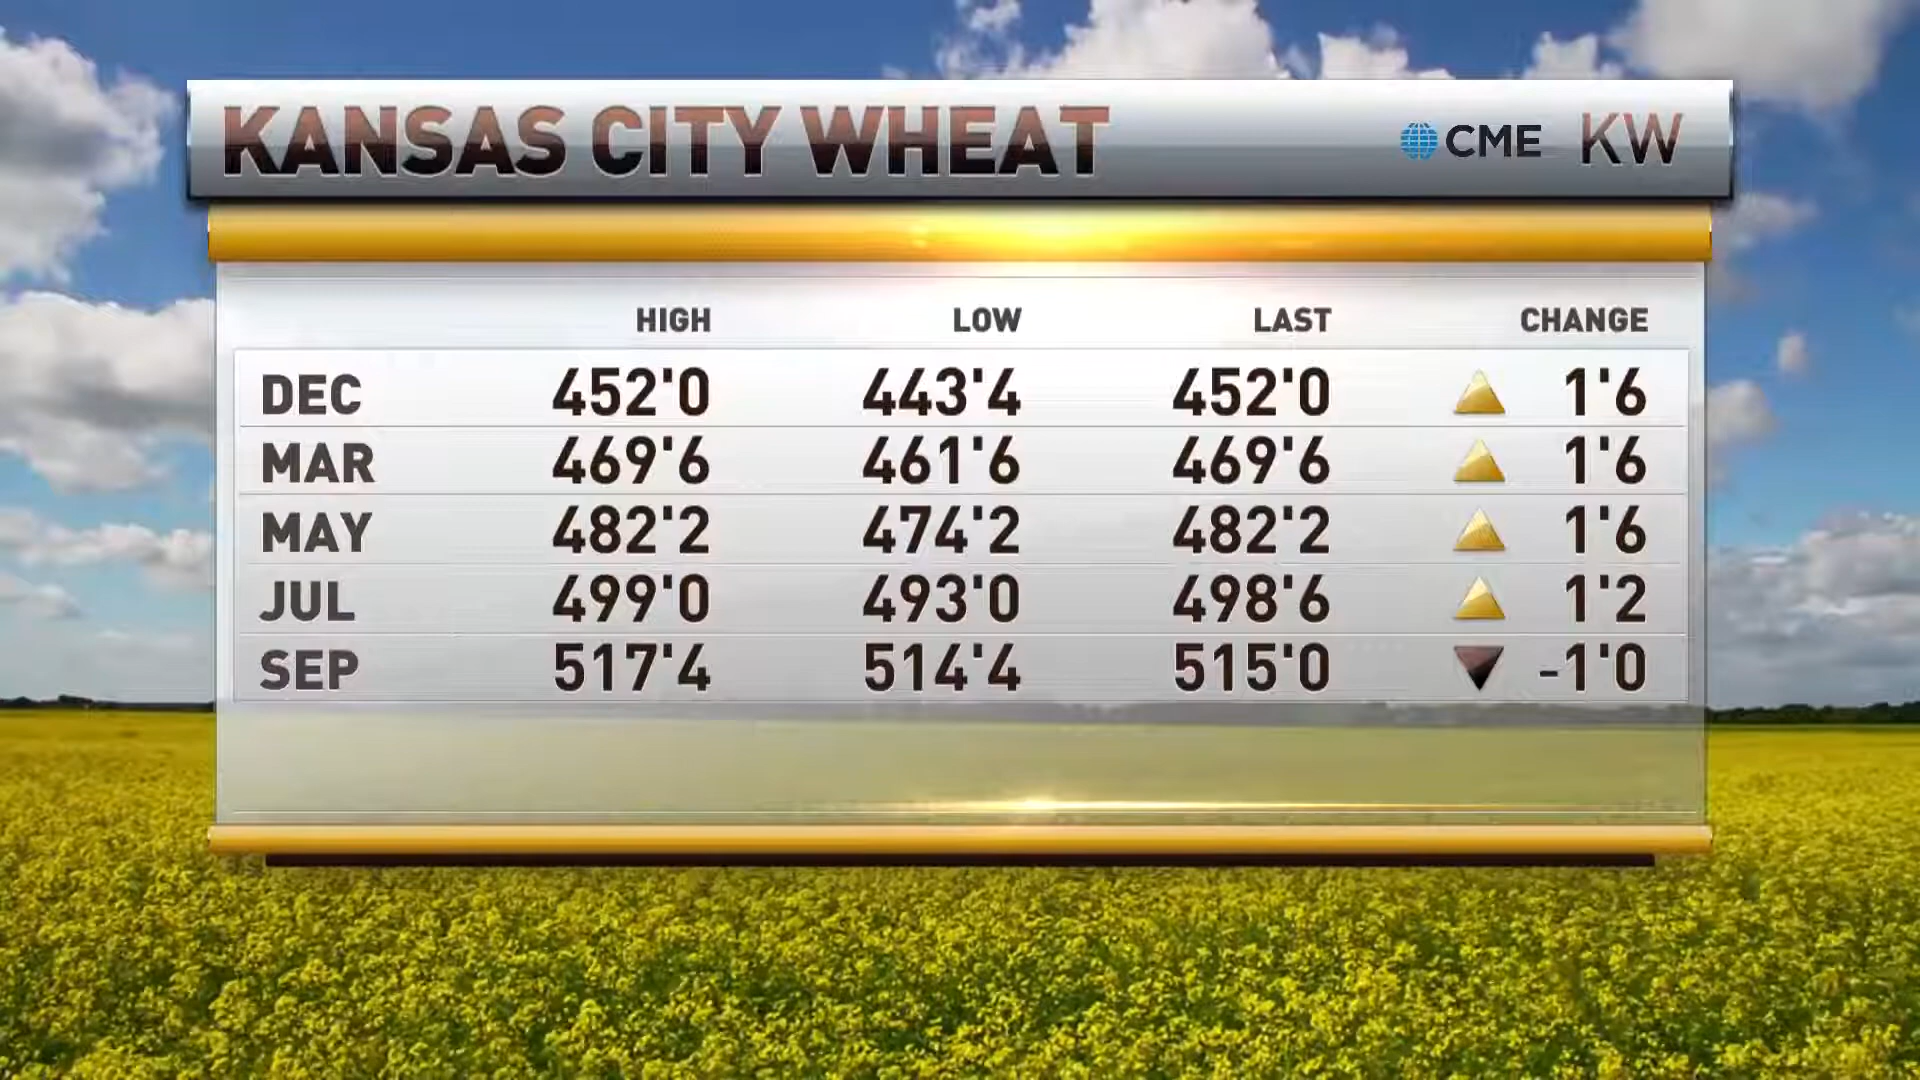 KANSAS CITY WHEAT CME KW
HIGH LOW LAST CHANGE
DEC 452'0 443'4 452'0 1'6
MAR 469'6 461'6 469'6 1'6
MAY 482'2 474'2 482'2 1'6
JUL 499'0 493'0 498'6 1'2
SEP 517'4 514'4 515'0 -1'0